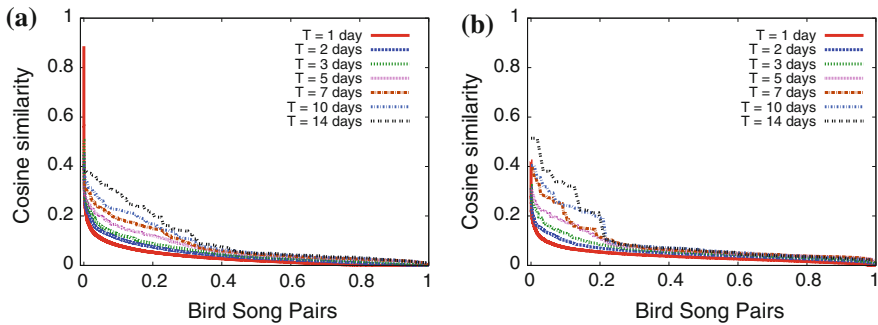 (a)
Cosine similarity
1
0.8
0.6
0.4
0.2
0
T = 1 day
T = 2 days
T = 3 days
T = 5 days
T = 7 days
T = 10 days
T = 14 days
0 0.2 0.4 0.6 0.8 1
Bird Song Pairs
(b)
Cosine similarity
1
0.8
0.6
0.4
0.2
0
T = 1 day
T = 2 days
T = 3 days
T = 5 days
T = 7 days
T = 10 days
T = 14 days
0 0.2 0.4 0.6 0.8 1
Bird Song Pairs